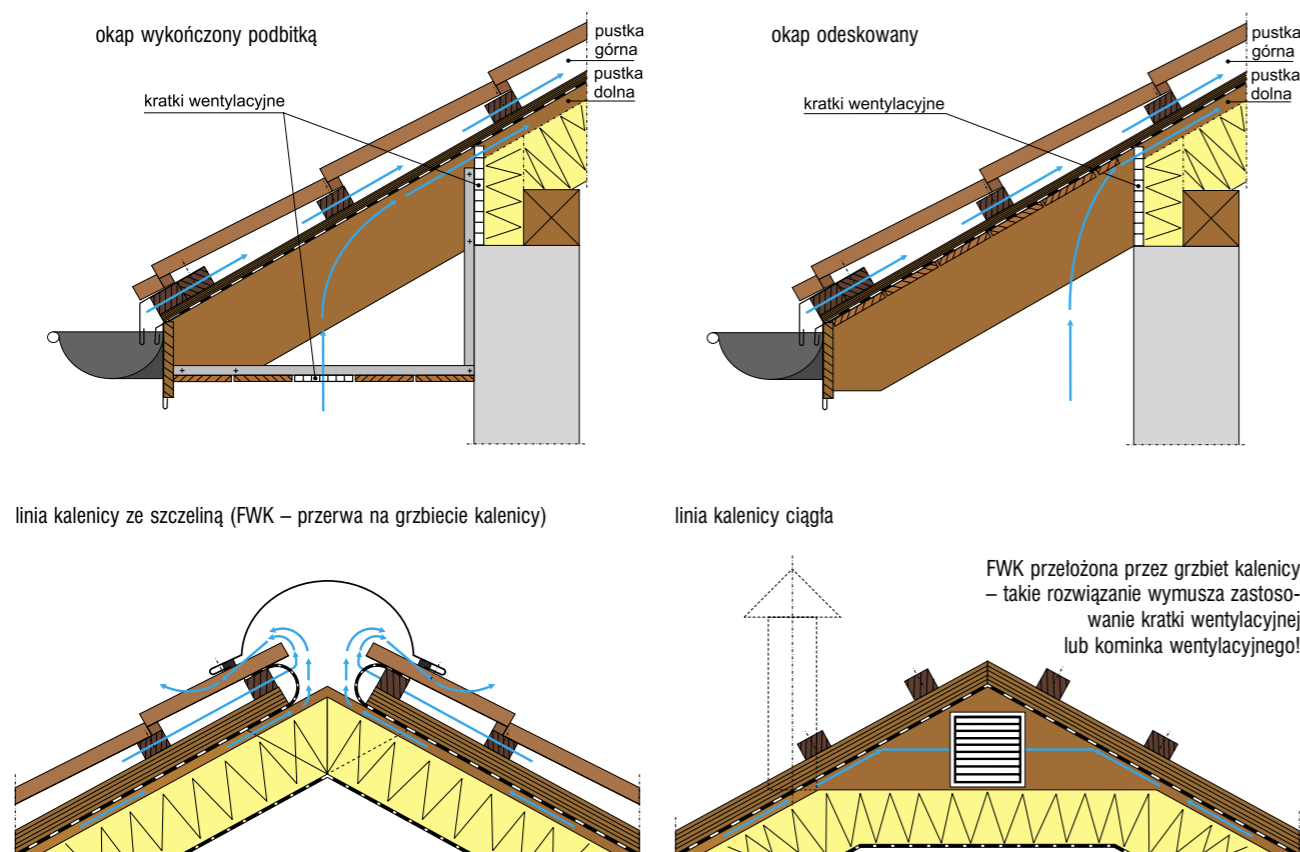 okap wykończony podbitką
pustka
górna
pustka
dolna
kratki wentylacyjne
okap odeskowany
pustka
górna
pustka
dolna
kratki wentylacyjne
linia kalenicy ze szczeliną (FWK – przerwa na grzbiecie kalenicy)
linia kalenicy ciągła
FWK przełożona przez grzbiet kalenicy
– takie rozwiązanie wymusza zastoso-
wanie kratki wentylacyjnej
lub kominka wentylacyjnego!